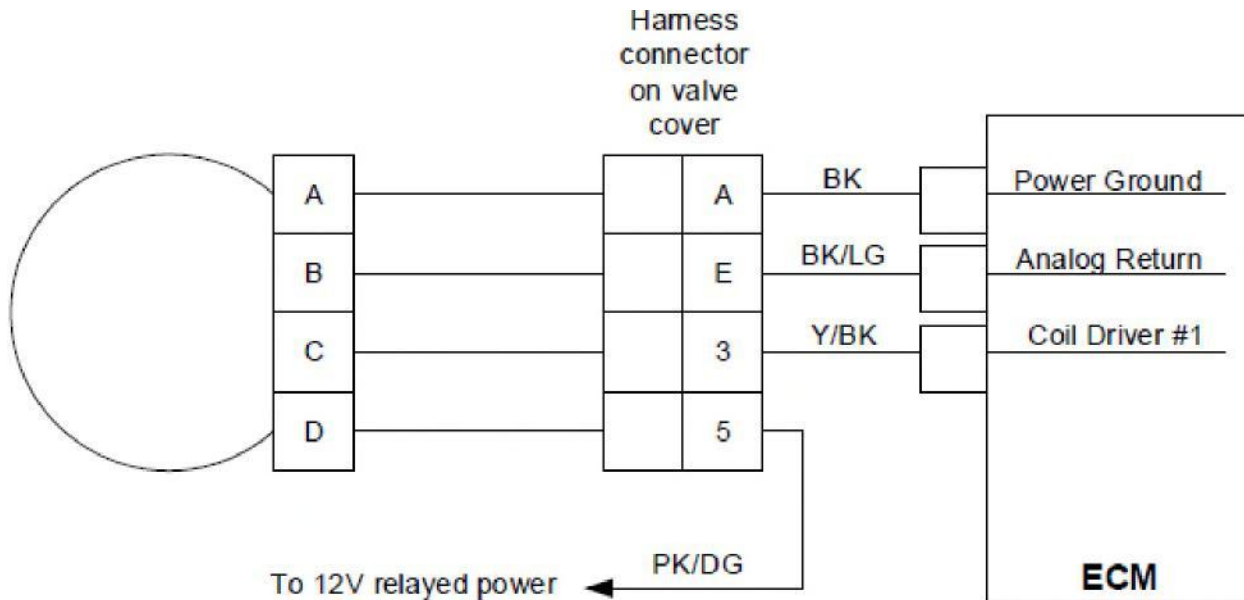 Harness
connector
on valve
cover
A
A
BK
Power Ground
B
E
BK/LG
Analog Return
C
3
Y/BK
Coil Driver #1
D
5
PK/DG
To 12V relayed power
ECM